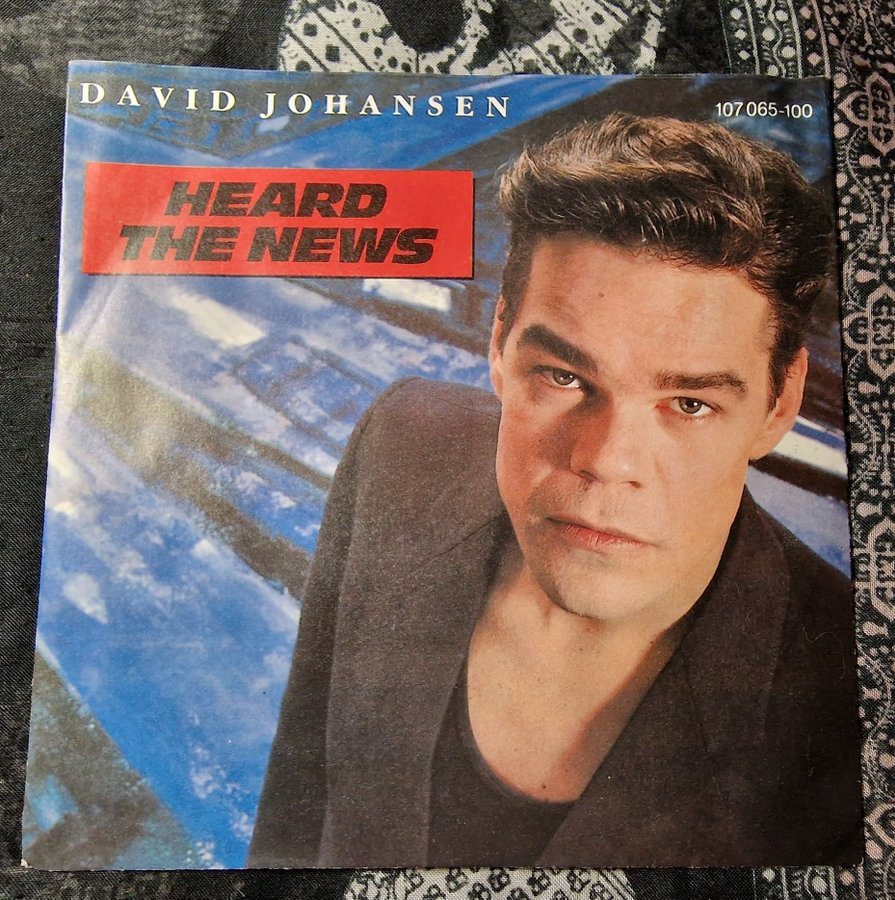 DAVID JOHANSEN
107 065-100
HEARD
THE NEWS